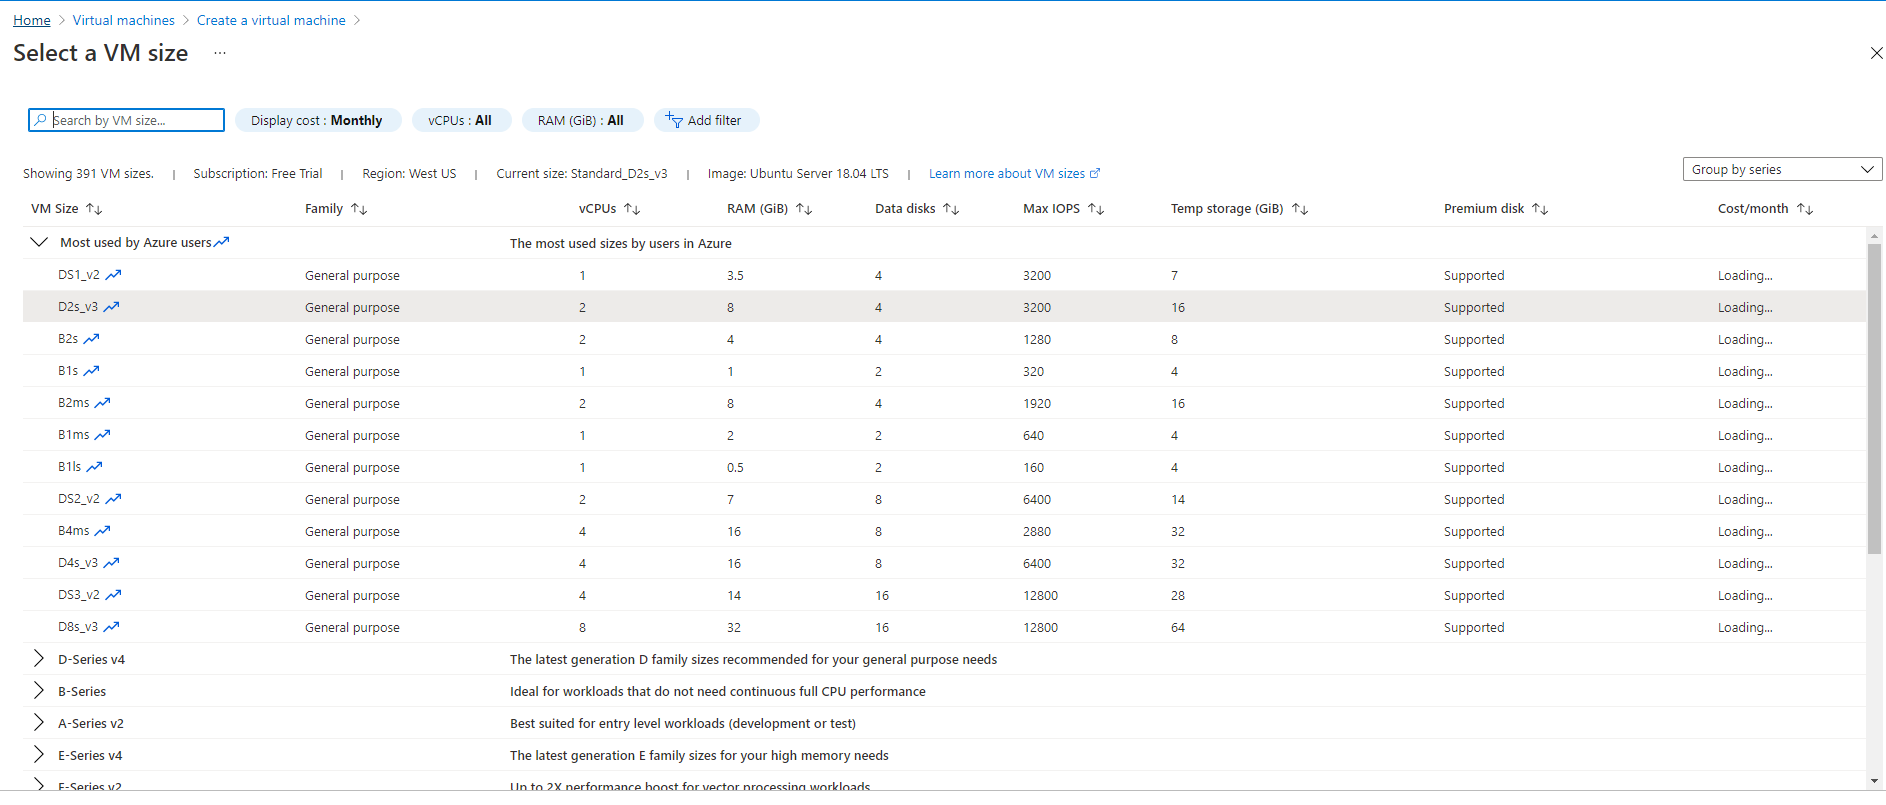 Home > Virtual machines > Create a virtual machine >
Select a VM size ...
Search by VM size... Display cost : Monthly vCPUs : All RAM (GiB) : All Add filter
Showing 391 VM sizes. | Subscription: Free Trial | Region: West US | Current size: Standard_D2s_v3 | Image: Ubuntu Server 18.04 LTS | Learn more about VM sizes Group by series
VM Size Family vCPUs RAM (GiB) Data disks Max IOPS Temp storage (GiB) Premium disk Cost/month
Most used by Azure users The most used sizes by users in Azure
DS1_v2 General purpose 1 3.5 4 3200 7 Supported Loading...
D2s_v3 General purpose 2 8 4 3200 16 Supported Loading...
B2s General purpose 2 4 4 1280 8 Supported Loading...
B1s General purpose 1 1 2 320 4 Supported Loading...
B2ms General purpose 2 8 4 1920 16 Supported Loading...
B1ms General purpose 1 2 2 640 4 Supported Loading...
B1ls General purpose 1 0.5 2 160 4 Supported Loading...
DS2_v2 General purpose 2 7 8 6400 14 Supported Loading...
B4ms General purpose 4 16 8 2880 32 Supported Loading...
D4s_v3 General purpose 4 16 8 6400 32 Supported Loading...
DS3_v2 General purpose 4 14 16 12800 28 Supported Loading...
D8s_v3 General purpose 8 32 16 12800 64 Supported Loading...
D-Series v4 The latest generation D family sizes recommended for your general purpose needs
B-Series Ideal for workloads that do not need continuous full CPU performance
A-Series v2 Best suited for entry level workloads (development or test)
E-Series v4 The latest generation E family sizes for your high memory needs
F-Series v2 Up to 2X performance boost for vector processing workloads